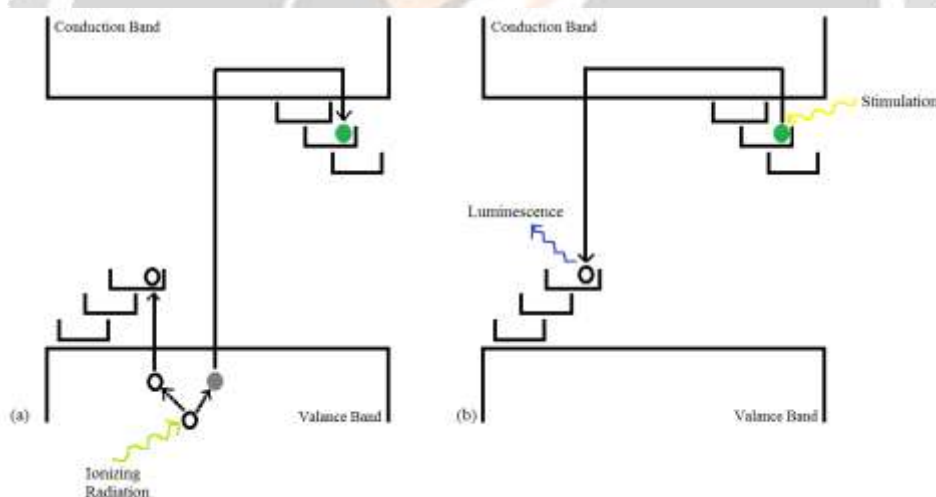 Conduction Band
Conduction Band
Stimulation
Luminescence
(a)
Valance Band
(b)
Valance Band
Ionizing
Radiation